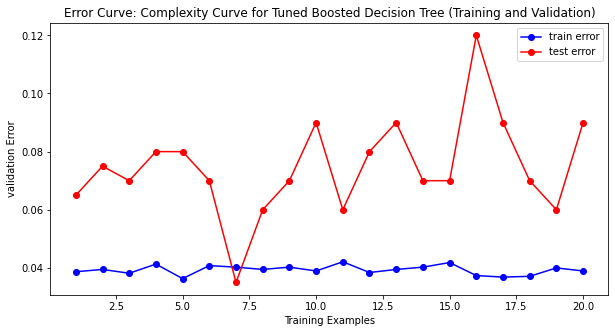 Error Curve: Complexity Curve for Tuned Boosted Decision Tree (Training and Validation)
train error
test error
0.12
0.10
0.08
0.06
0.04
validation Error
2.5 5.0 7.5 10.0 12.5 15.0 17.5 20.0
Training Examples